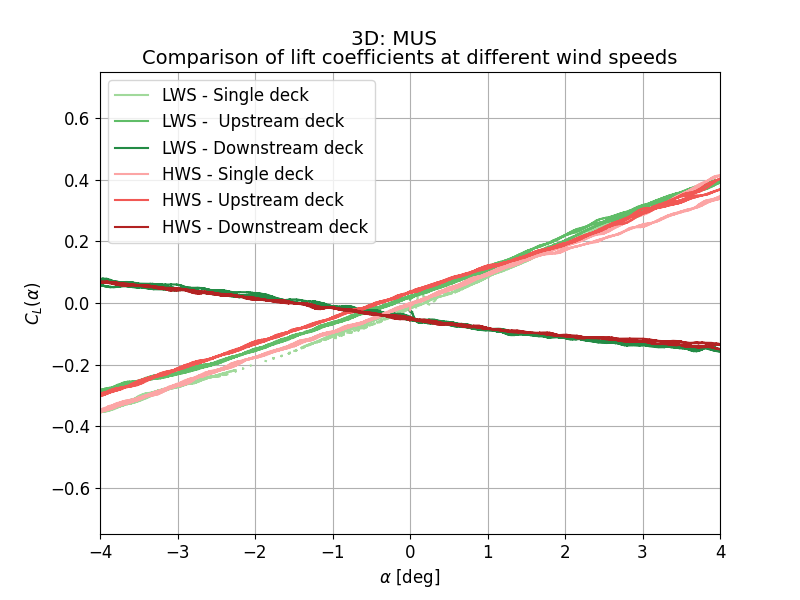 3D: MUS
Comparison of lift coefficients at different wind speeds
LWS - Single deck
LWS -  Upstream deck
LWS - Downstream deck
HWS - Single deck
HWS - Upstream deck
HWS - Downstream deck
0.6
0.4
0.2
0.0
−0.2
−0.4
−0.6
C_L(α)
−4 −3 −2 −1 0 1 2 3 4
α [deg]